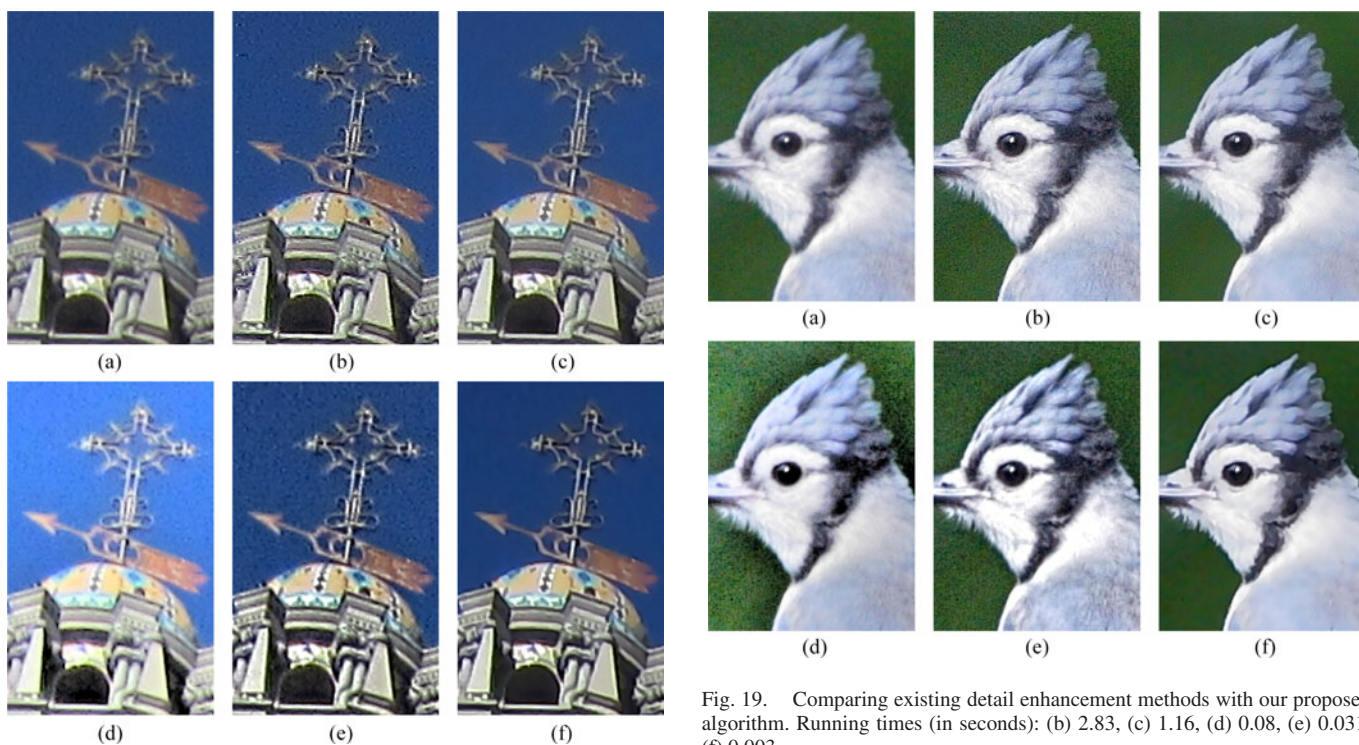 (a) (b) (c)
(d) (e) (f)
(a) (b) (c)
(d) (e) (f)
Fig. 19. Comparing existing detail enhancement methods with our propose
algorithm. Running times (in seconds): (b) 2.83, (c) 1.16, (d) 0.08, (e) 0.031